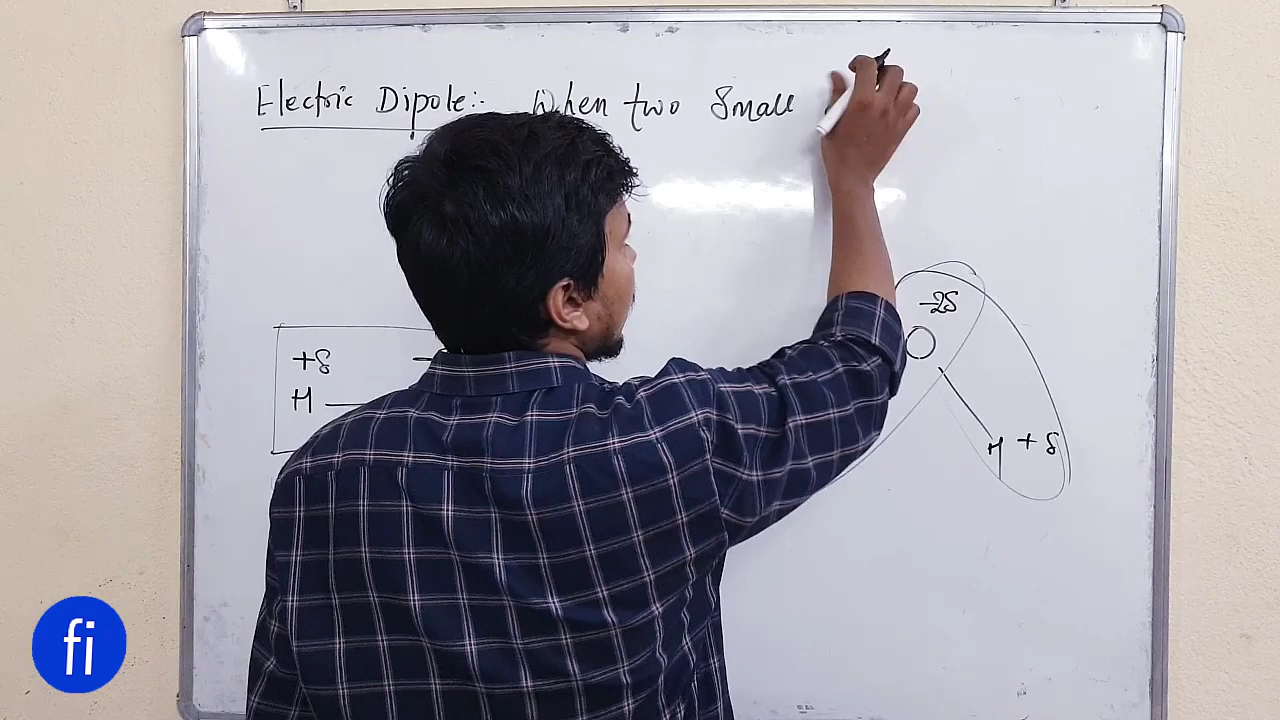 Electric Dipole:- When two small
-2δ
+δ
H
H +δ
O
fi